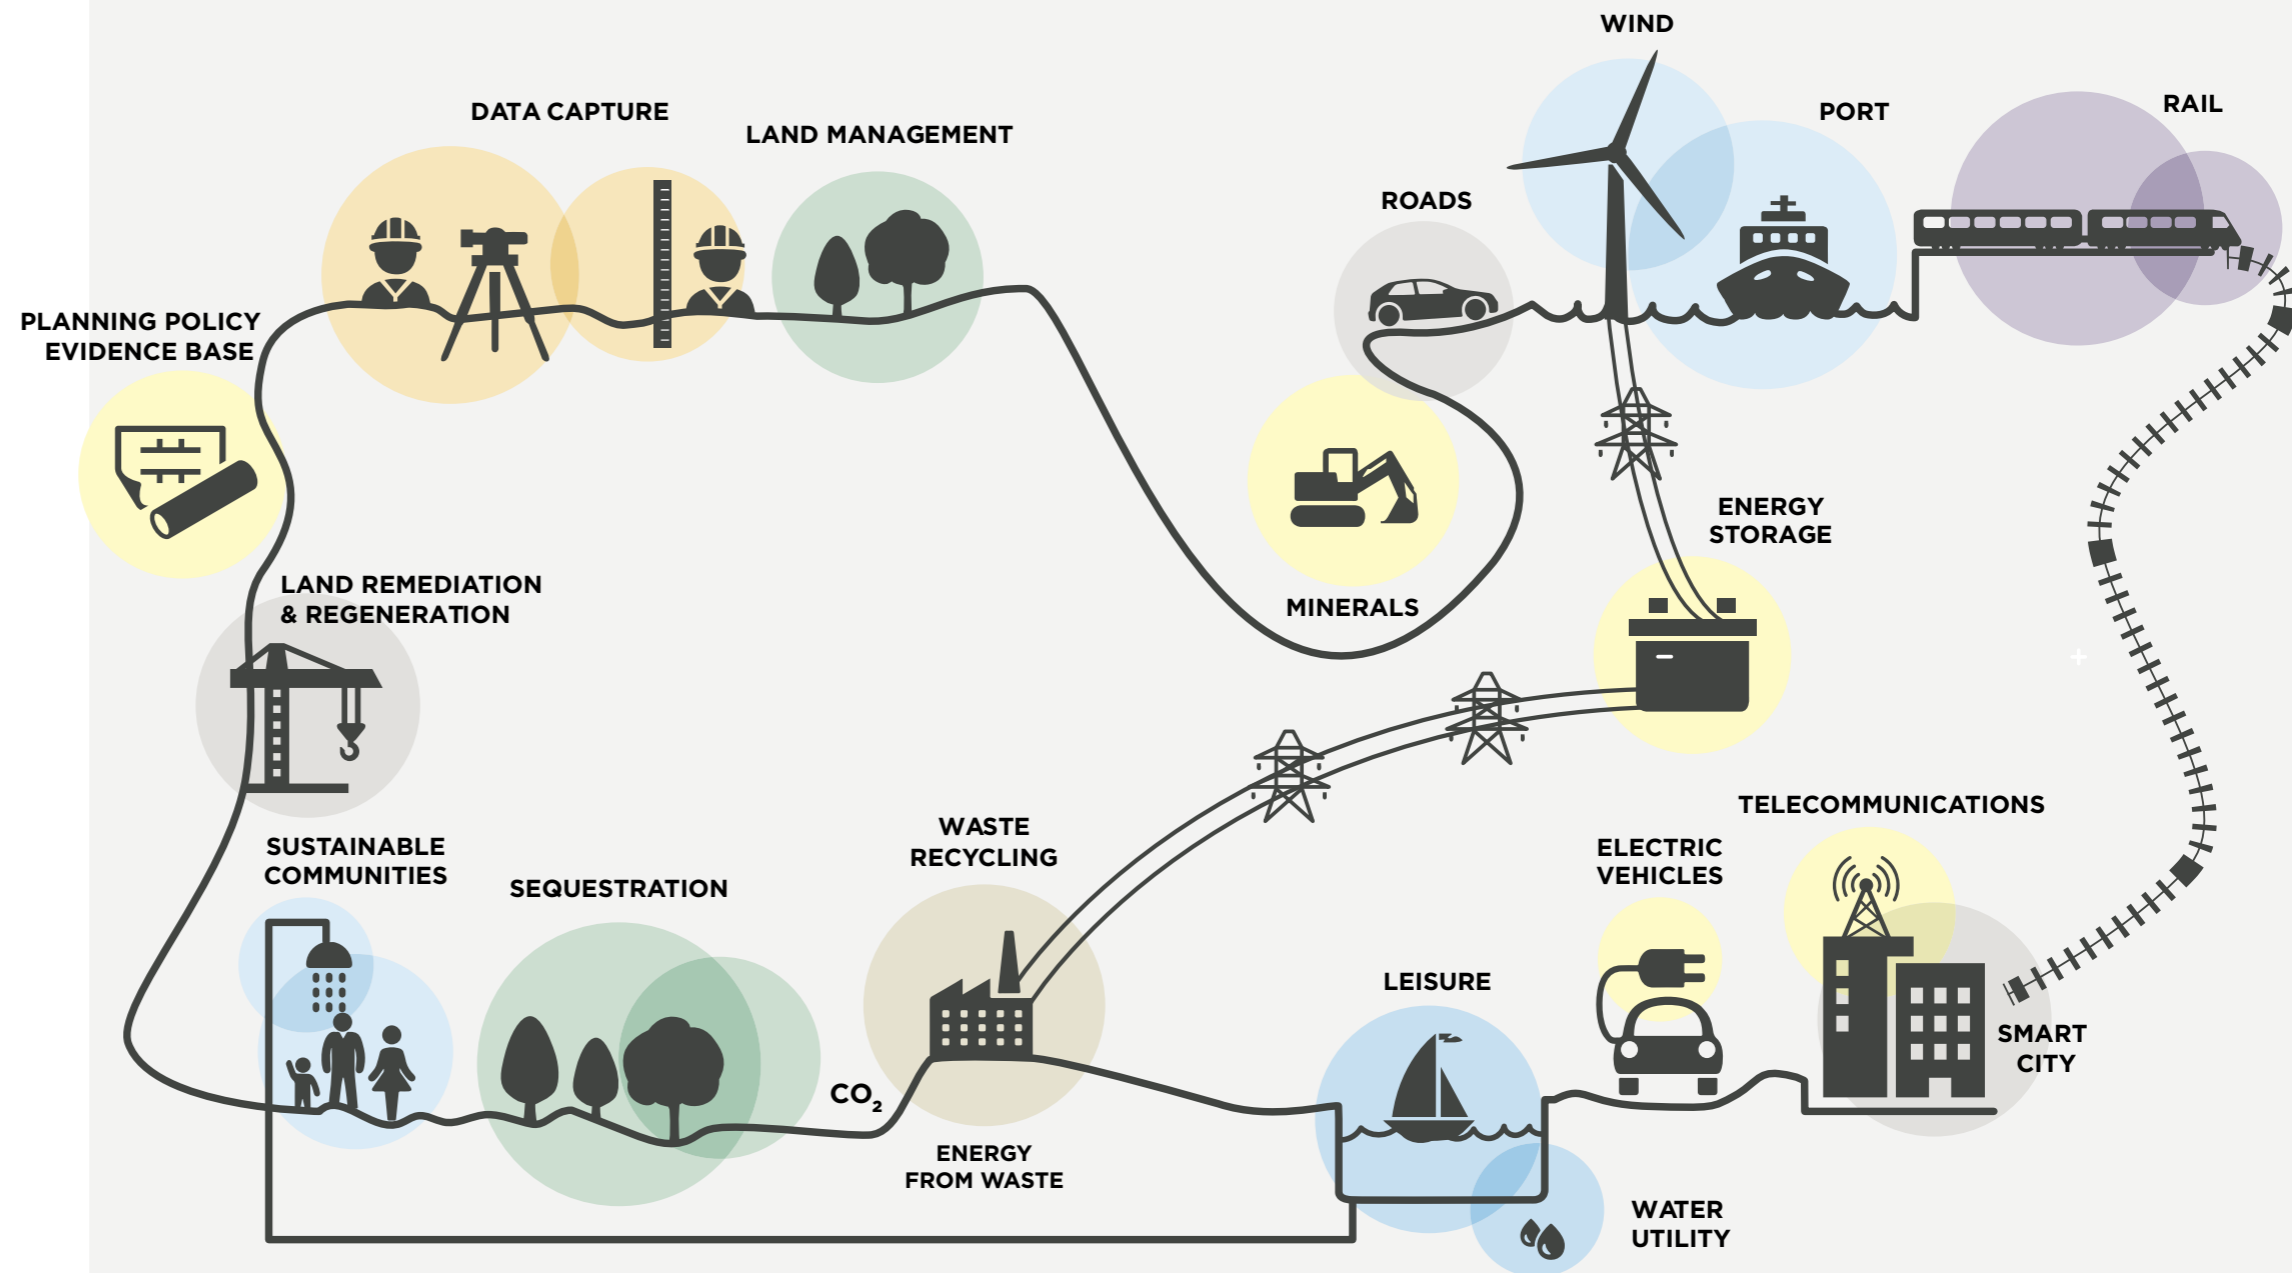 WIND
DATA CAPTURE
LAND MANAGEMENT
PORT
RAIL
ROADS
PLANNING POLICY
EVIDENCE BASE
ENERGY
STORAGE
LAND REMEDIATION
& REGENERATION
MINERALS
SUSTAINABLE
COMMUNITIES
SEQUESTRATION
WASTE
RECYCLING
TELECOMMUNICATIONS
ELECTRIC
VEHICLES
LEISURE
SMART
CITY
CO₂
ENERGY
FROM WASTE
WATER
UTILITY